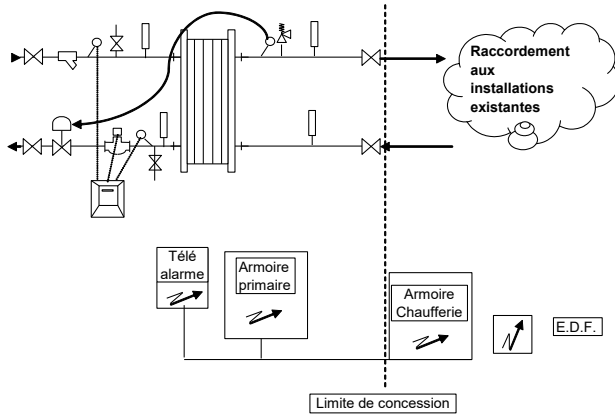 Raccordement
aux
installations
existantes
Télé
alarme
Armoire
primaire
Armoire
Chaufferie
E.D.F.
Limite de concession